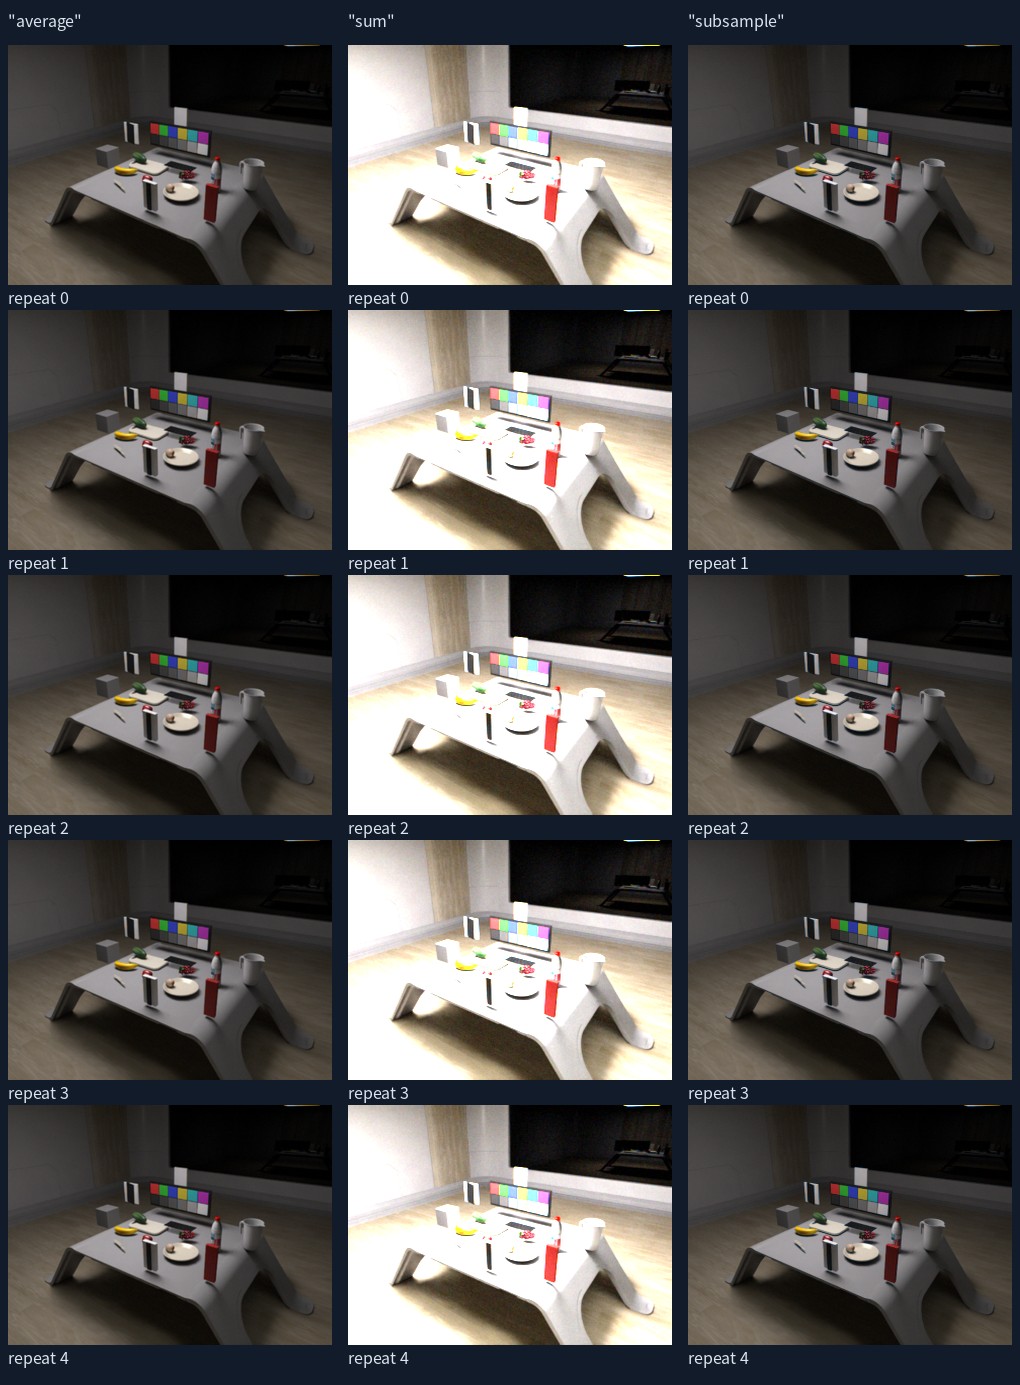 "average" "sum" "subsample"
repeat 0 repeat 0 repeat 0
repeat 1 repeat 1 repeat 1
repeat 2 repeat 2 repeat 2
repeat 3 repeat 3 repeat 3
repeat 4 repeat 4 repeat 4